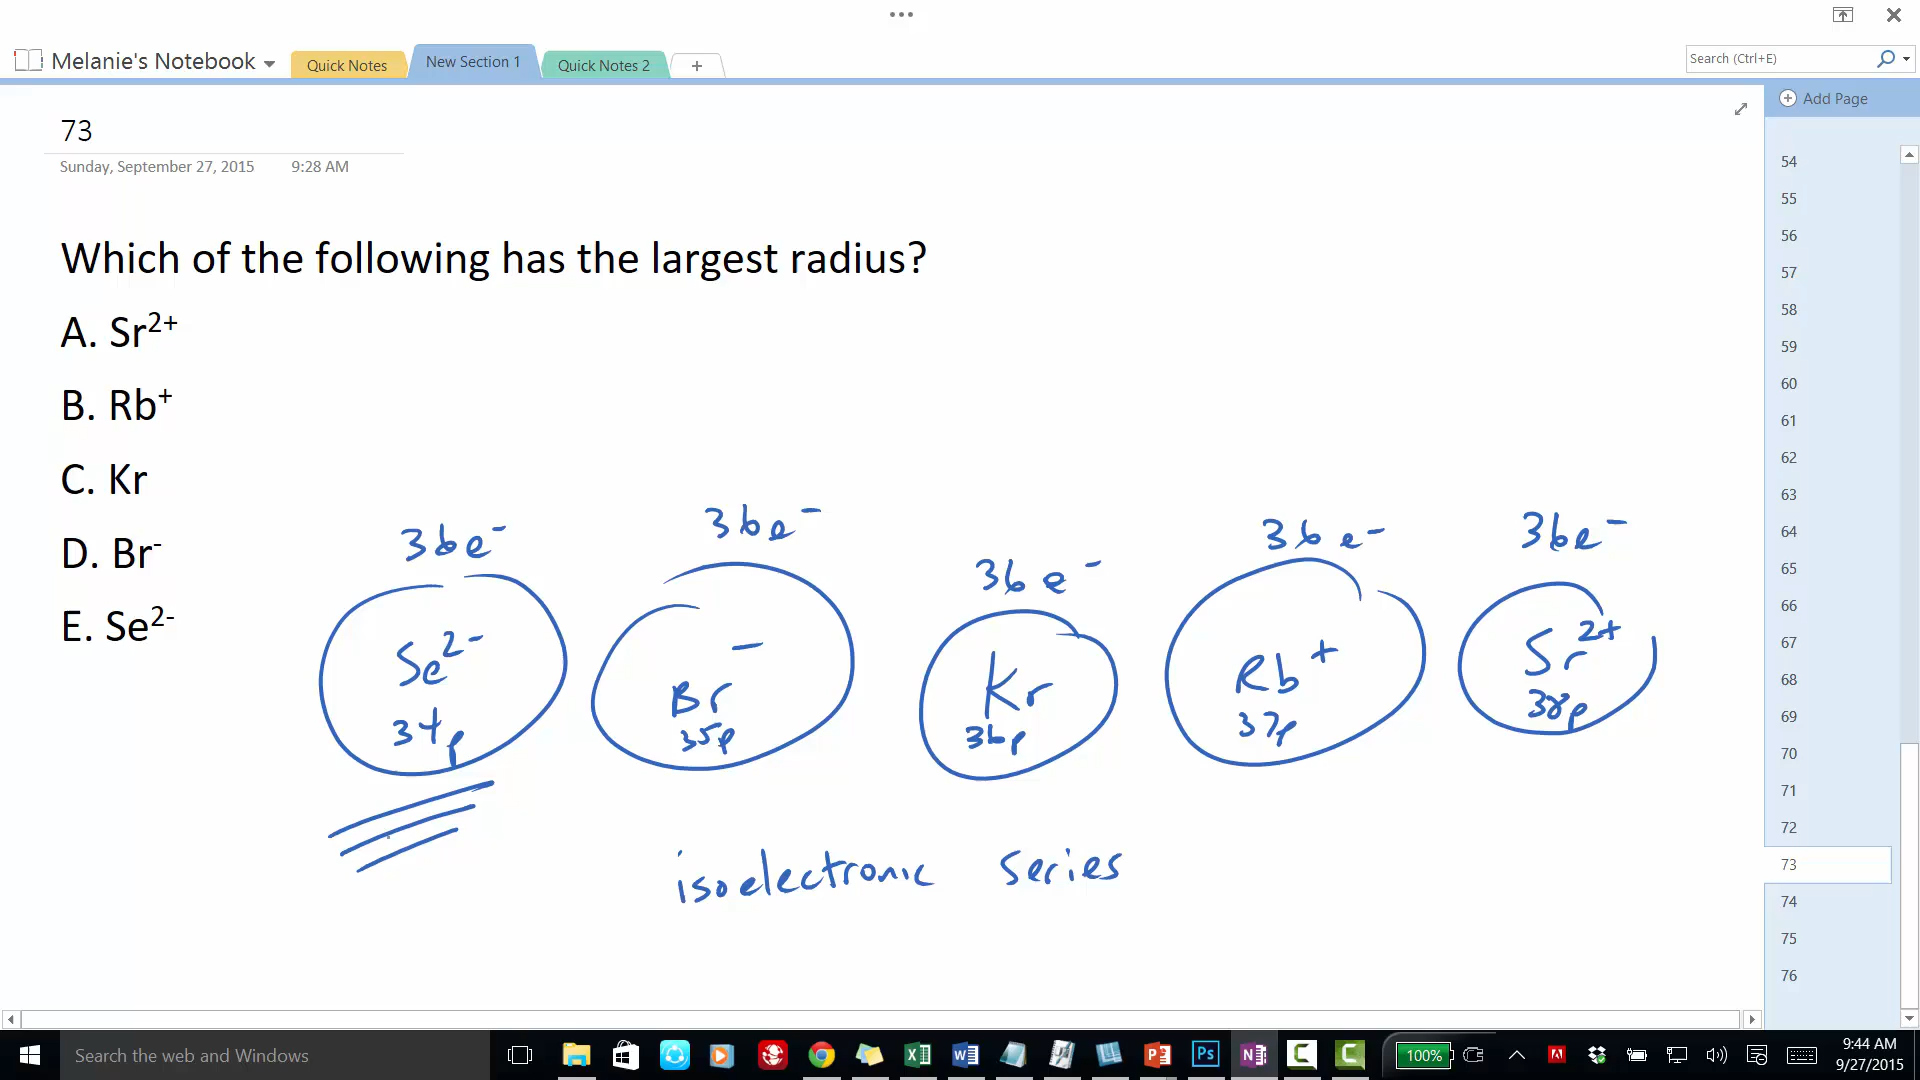 Melanie's Notebook
Quick Notes
New Section 1
Quick Notes 2
+
Search (Ctrl+E)
Add Page
73
Sunday, September 27, 2015 9:28 AM
Which of the following has the largest radius?
A. Sr²⁺
B. Rb⁺
C. Kr
D. Br⁻
E. Se²⁻
36e⁻
36e⁻
36e⁻
36e⁻
36e⁻
Se²⁻
34p
Br⁻
35p
Kr
36p
Rb⁺
37p
Sr²⁺
38p
isoelectronic series
54
55
56
57
58
59
60
61
62
63
64
65
66
67
68
69
70
71
72
73
74
75
76
Search the web and Windows
100%
9:44 AM
9/27/2015